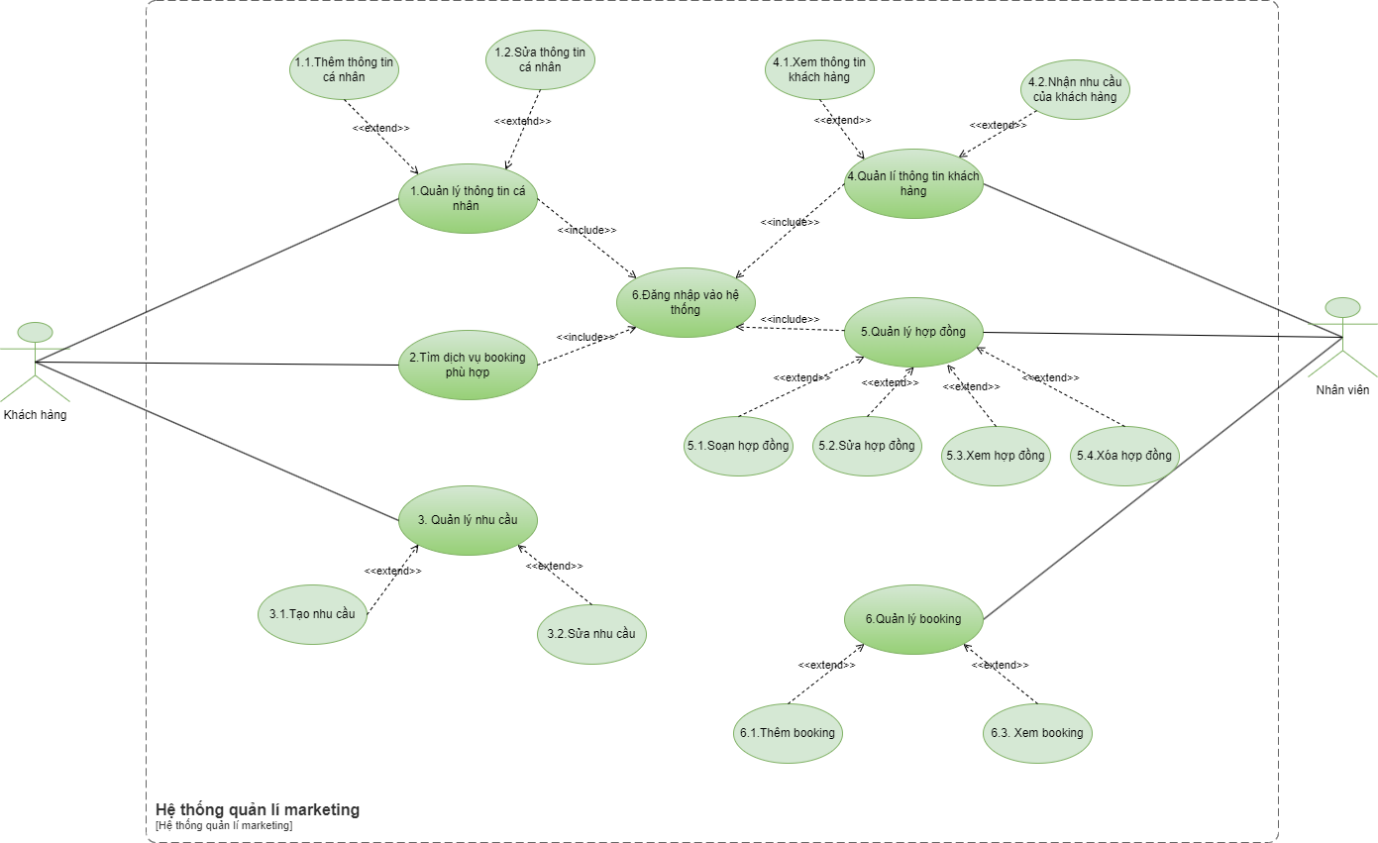 1.1.Thêm thông tin
cá nhân
1.2.Sửa thông tin
cá nhân
4.1.Xem thông tin
khách hàng
4.2.Nhận nhu cầu
của khách hàng
<<extend>>
<<extend>>
<<extend>>
<<extend>>
1.Quản lý thông tin cá
nhân
4.Quản lí thông tin khách
hàng
<<include>>
<<include>>
6.Đăng nhập vào hệ
thống
<<include>>
<<include>>
2.Tìm dịch vụ booking
phù hợp
5.Quản lý hợp đồng
Khách hàng
Nhân viên
<<extend>>
<<extend>>
<<extend>>
<<extend>>
5.1.Soạn hợp đồng
5.2.Sửa hợp đồng
5.3.Xem hợp đồng
5.4.Xóa hợp đồng
3. Quản lý nhu cầu
<<extend>>
<<extend>>
3.1.Tạo nhu cầu
3.2.Sửa nhu cầu
6.Quản lý booking
<<extend>>
<<extend>>
6.1.Thêm booking
6.3. Xem booking
Hệ thống quản lí marketing
[Hệ thống quản lí marketing]